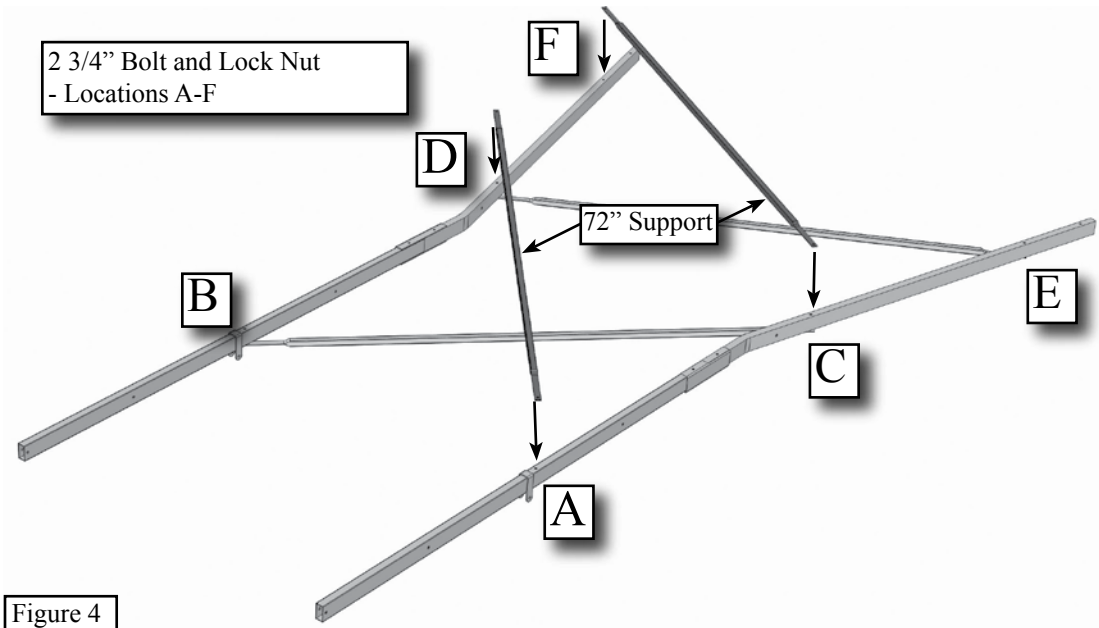 2 3/4” Bolt and Lock Nut
- Locations A-F
F
D
72” Support
B
E
C
A
Figure 4